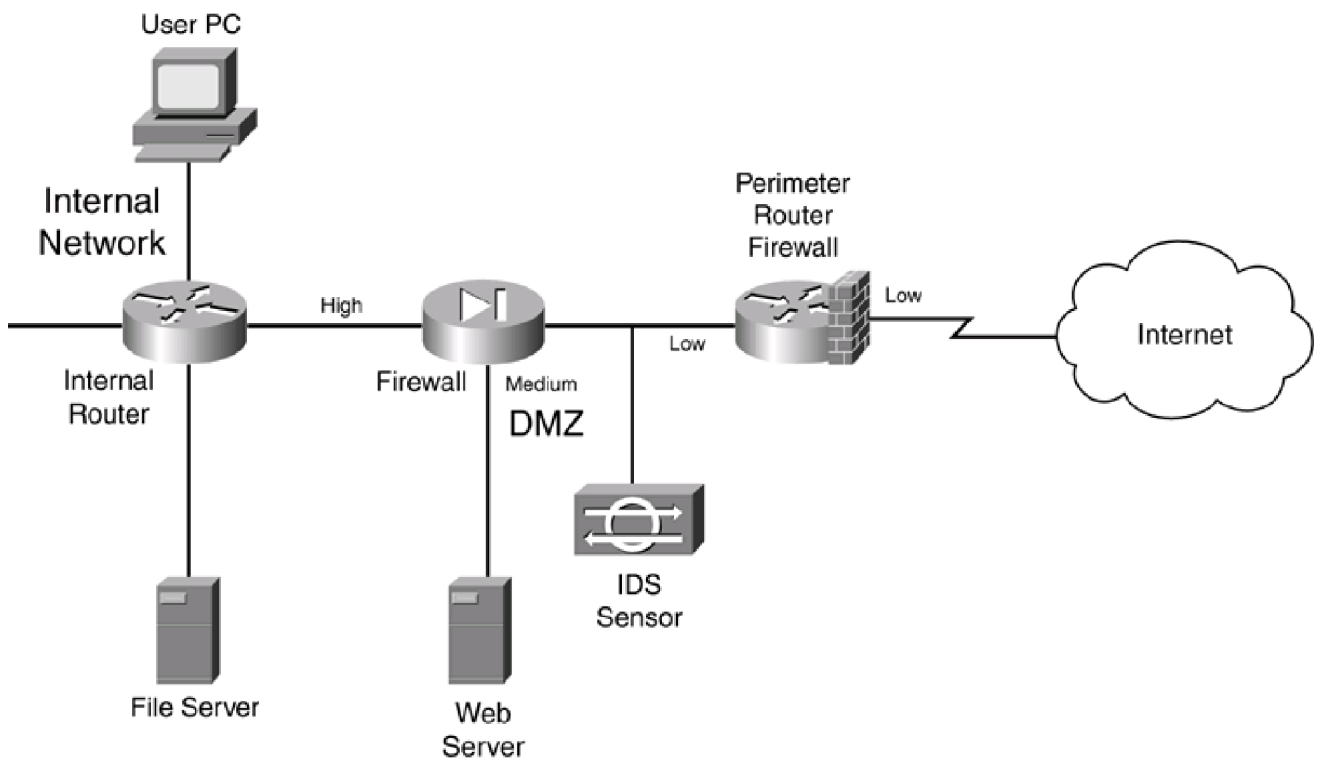 User PC
Internal
Network
Perimeter
Router
Firewall
High
Low
Internet
Low
Internal
Router
Firewall
Medium
DMZ
IDS
Sensor
File Server
Web
Server